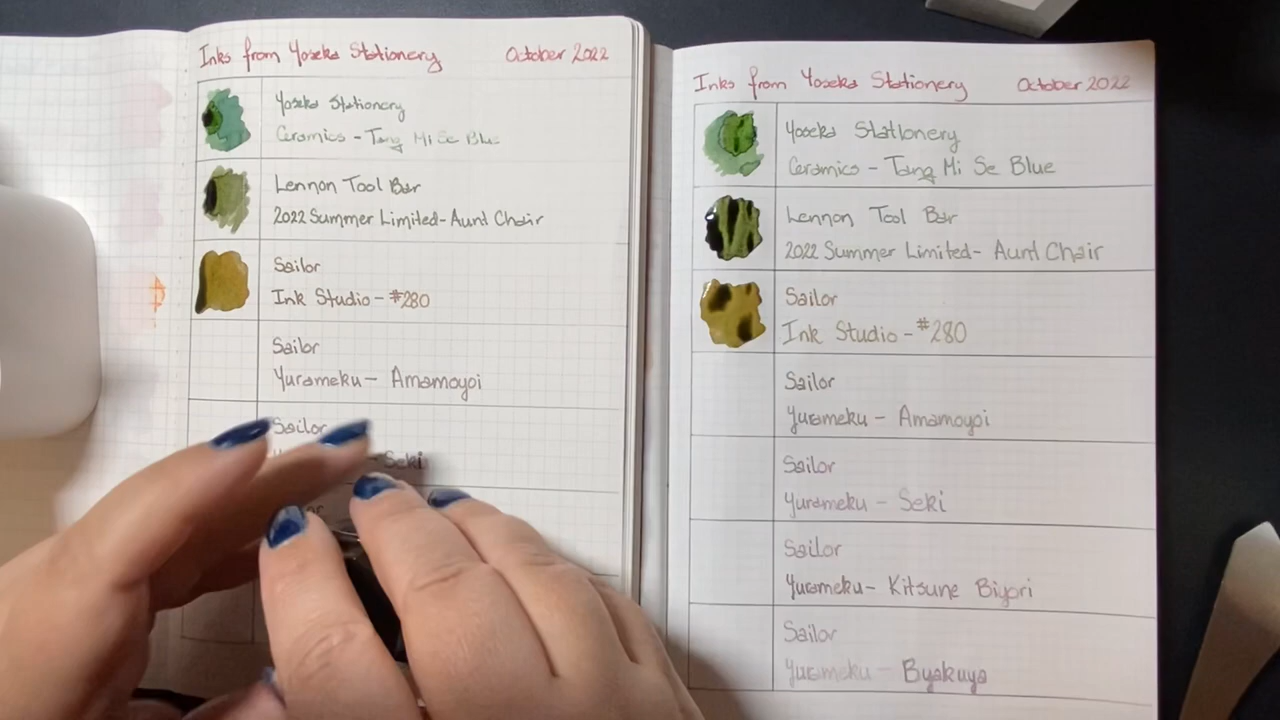 Inks from Yoseka Stationery October 2022
Yoseka Stationery
Ceramics - Tang Mi Se Blue
Lennon Tool Bar
2022 Summer Limited- Aunt Chair
Sailor
Ink Studio - #280
Sailor
Yurameku - Amamoyoi
Sailor
- Seki
Inks from Yoseka Stationery October 2022
Yoseka Stationery
Ceramics - Tang Mi Se Blue
Lennon Tool Bar
2022 Summer Limited- Aunt Chair
Sailor
Ink Studio - #280
Sailor
Yurameku - Amamoyoi
Sailor
Yurameku - Seki
Sailor
Yurameku- Kitsune Biyori
Sailor
Yurameku - Byakuya